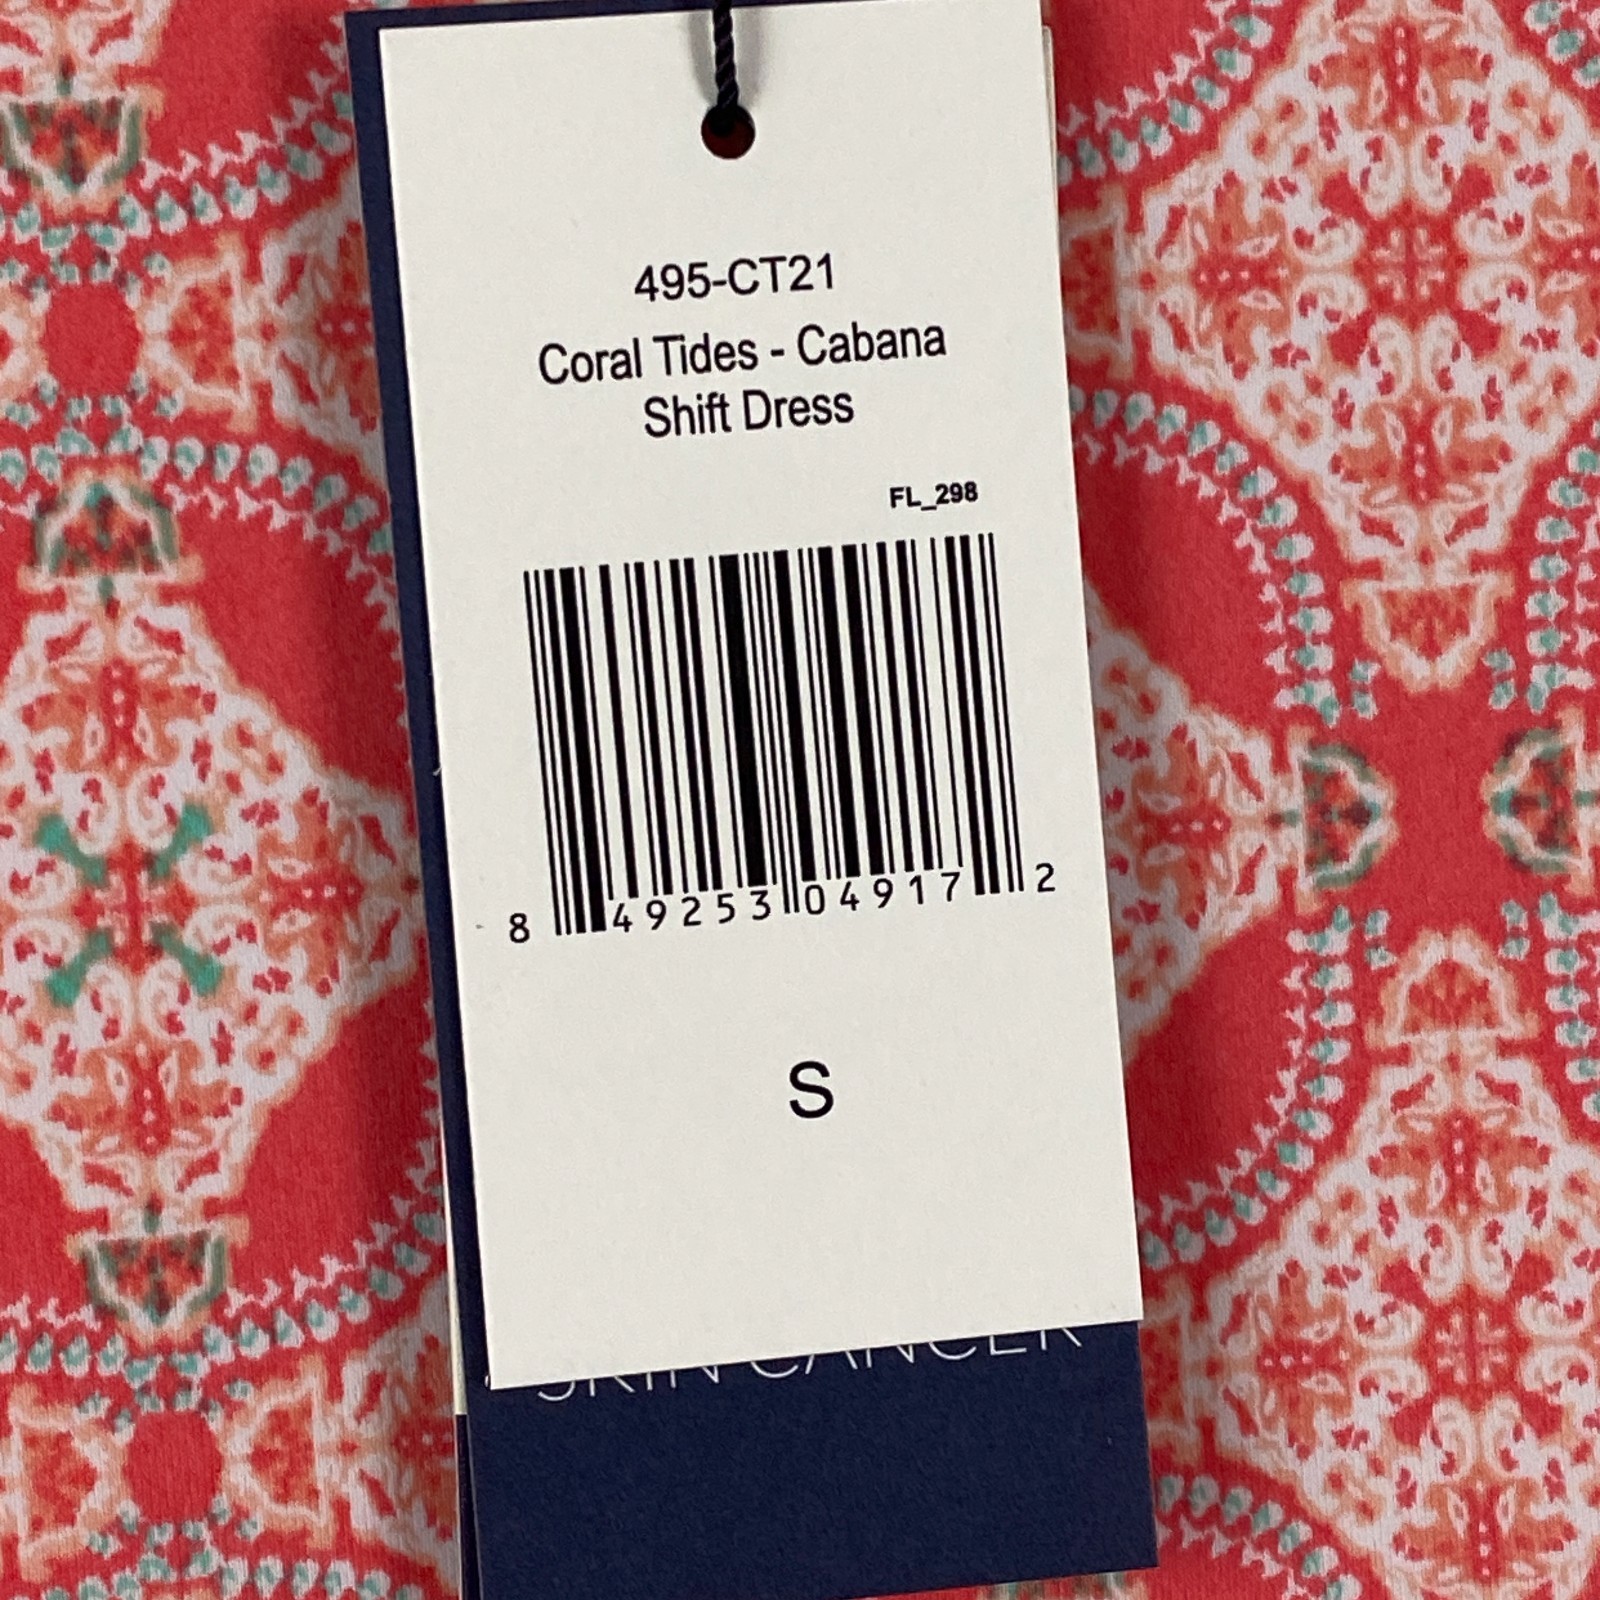 495-CT21
Coral Tides - Cabana
Shift Dress
FL_298
8 49253 04917 2
S
SKIN CANCER